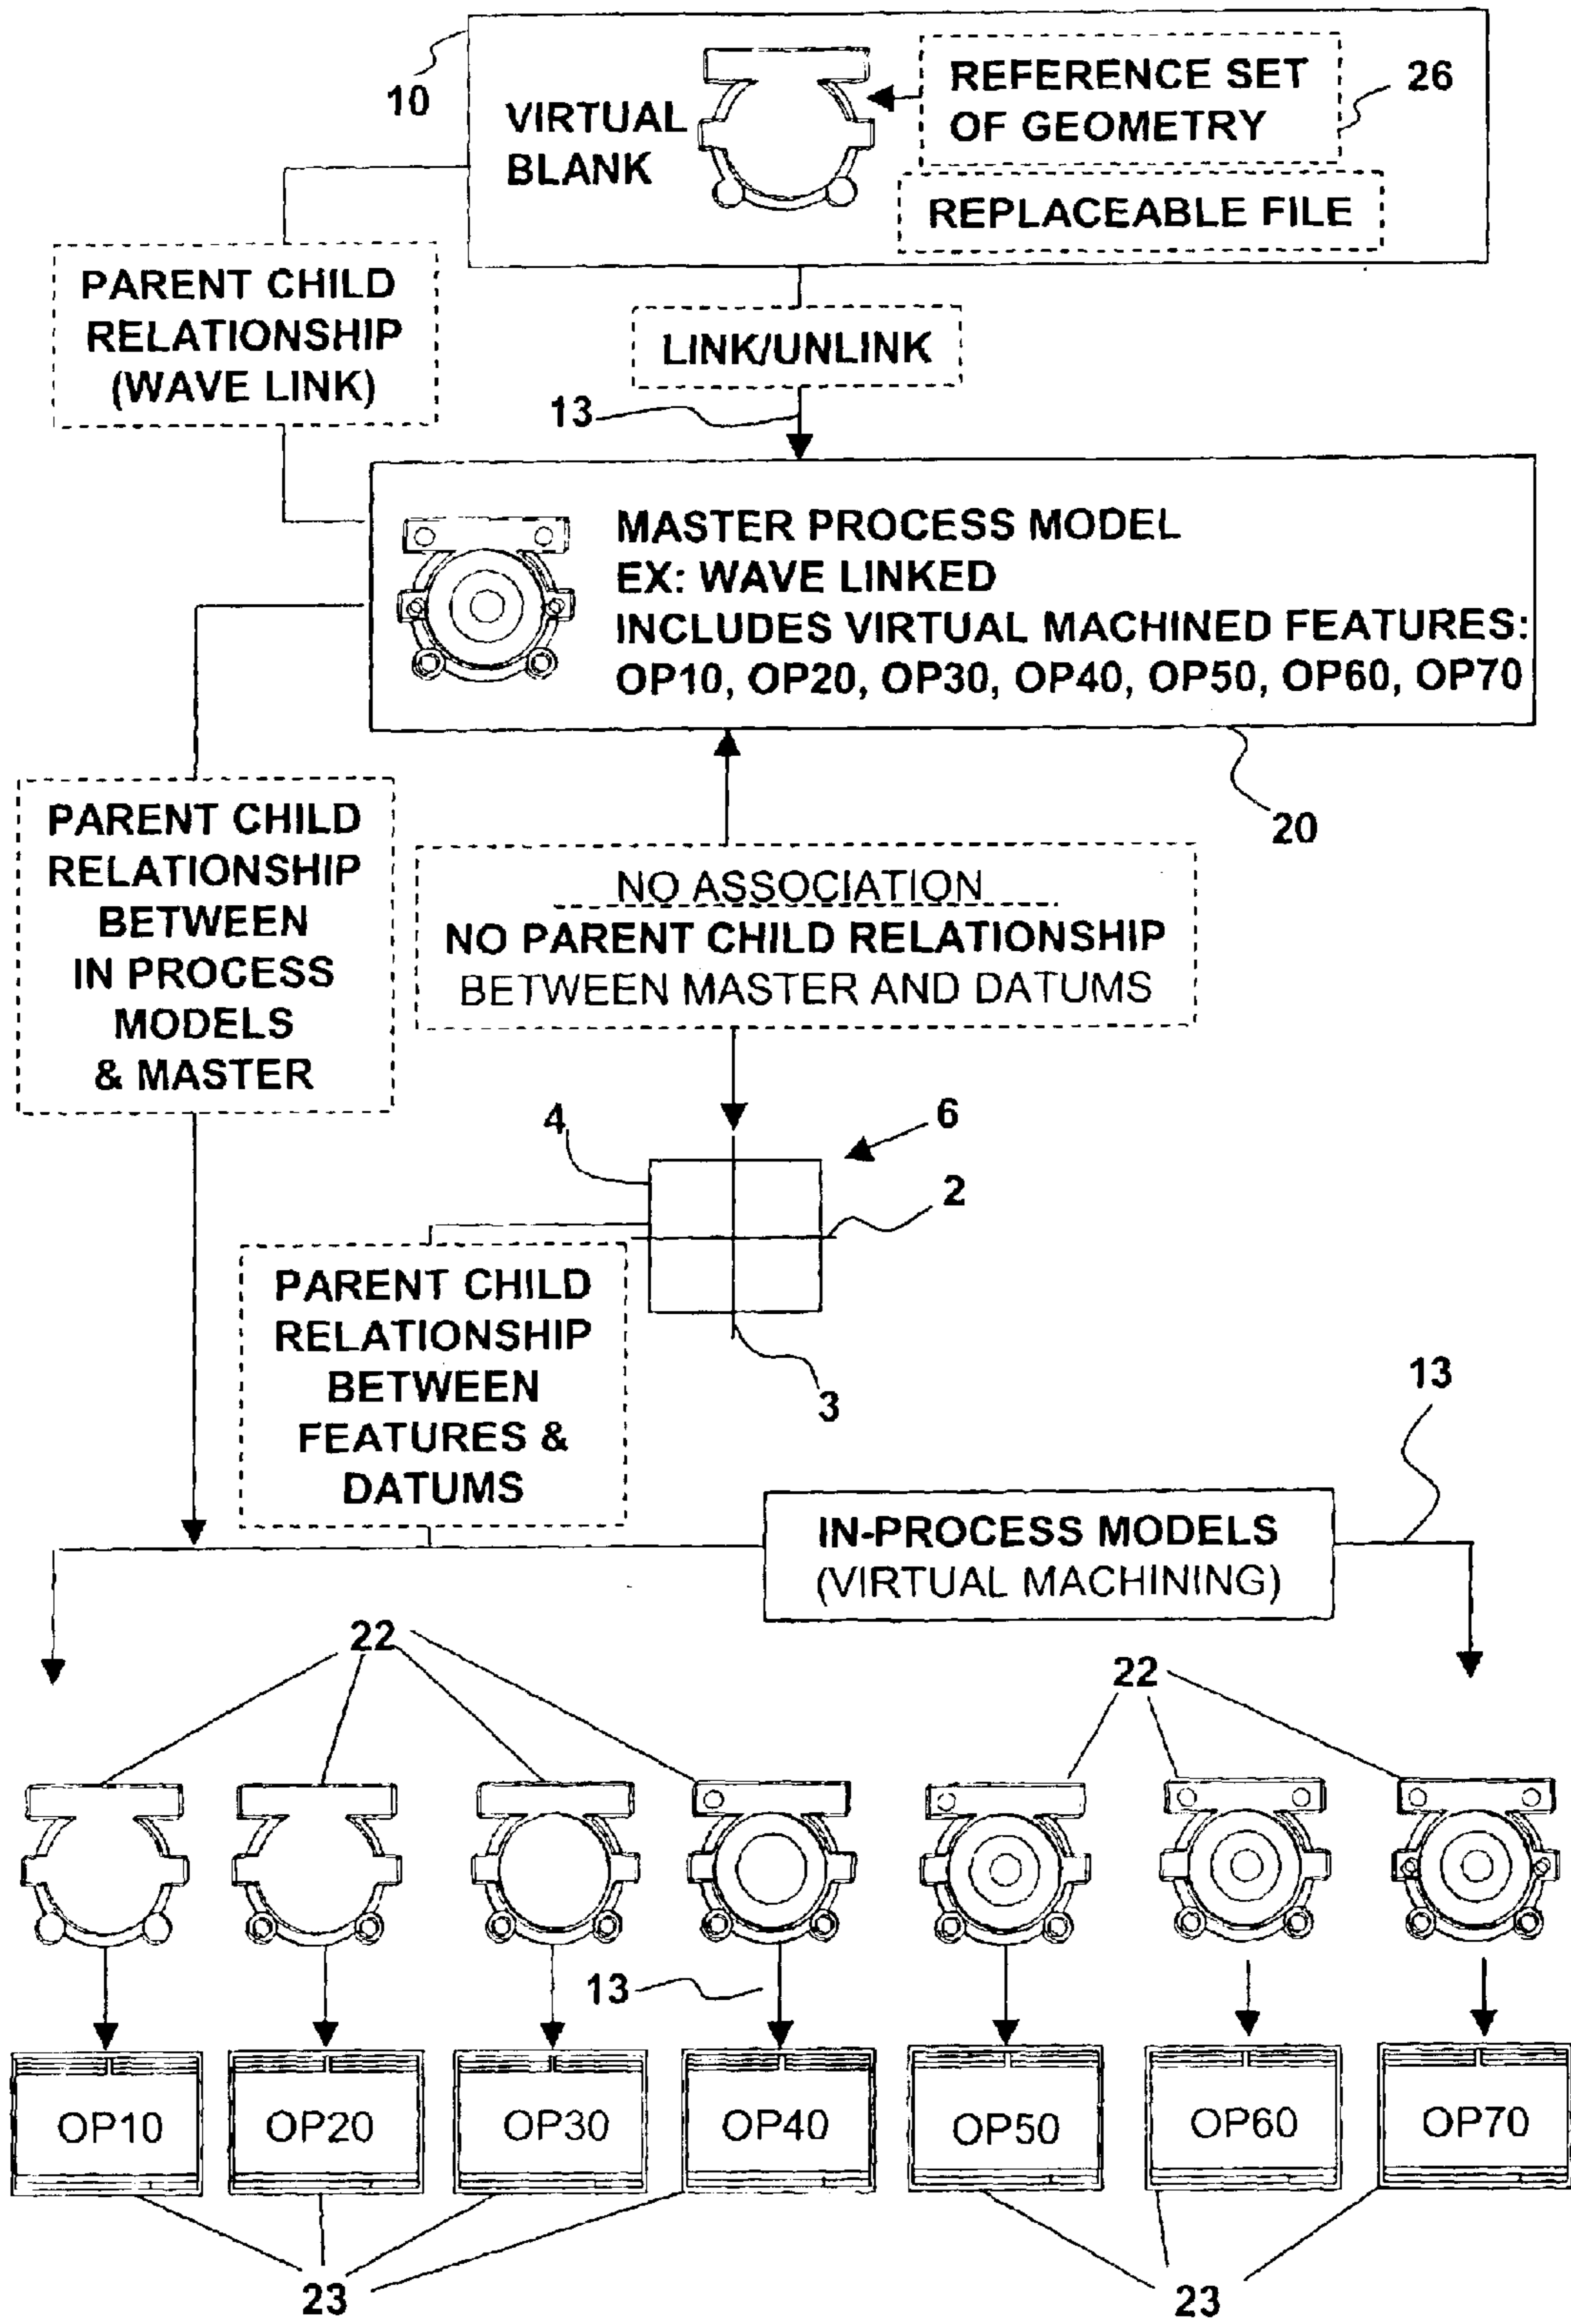 10
VIRTUAL
BLANK
REFERENCE SET
OF GEOMETRY
26
REPLACEABLE FILE
PARENT CHILD
RELATIONSHIP
(WAVE LINK)
LINK/UNLINK
13
MASTER PROCESS MODEL
EX: WAVE LINKED
INCLUDES VIRTUAL MACHINED FEATURES:
OP10, OP20, OP30, OP40, OP50, OP60, OP70
20
PARENT CHILD
RELATIONSHIP
BETWEEN
IN PROCESS
MODELS
& MASTER
NO ASSOCIATION
NO PARENT CHILD RELATIONSHIP
BETWEEN MASTER AND DATUMS
4
6
2
3
PARENT CHILD
RELATIONSHIP
BETWEEN
FEATURES &
DATUMS
13
IN-PROCESS MODELS
(VIRTUAL MACHINING)
22
22
13
OP10
OP20
OP30
OP40
OP50
OP60
OP70
23
23